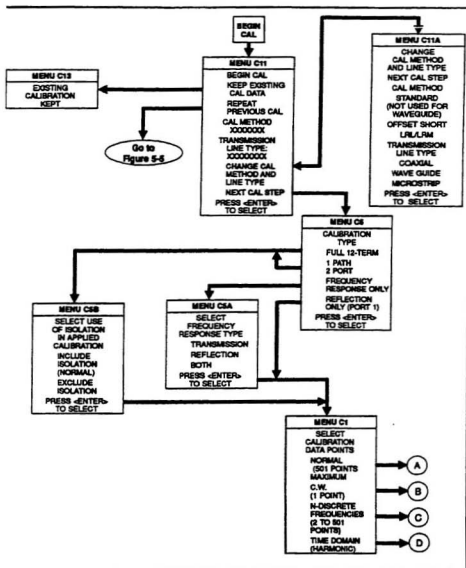 BEGIN
CAL
MENU C11
BEGIN CAL
KEEP EXISTING
CAL DATA
REPEAT
PREVIOUS CAL
CAL METHOD
XXXXXXX
TRANSMISSION
LINE TYPE:
XXXXXXXX
CHANGE CAL
METHOD AND
LINE TYPE
NEXT CAL STEP
PRESS <ENTER>
TO SELECT
MENU C11A
CHANGE
CAL METHOD
AND LINE TYPE
NEXT CAL STEP
CAL METHOD
STANDARD
(NOT USED FOR
WAVEGUIDE)
OFFSET SHORT
LRL/LRM
TRANSMISSION
LINE TYPE
COAXIAL
WAVE GUIDE
MICROSTRIP
PRESS <ENTER>
TO SELECT
MENU C13
EXISTING
CALIBRATION
KEPT
Go to
Figure 5-5
MENU C5
CALIBRATION
TYPE
FULL 12-TERM
1 PATH
2 PORT
FREQUENCY
RESPONSE ONLY
REFLECTION
ONLY (PORT 1)
PRESS <ENTER>
TO SELECT
MENU C5B
SELECT USE
OF ISOLATION
IN APPLIED
CALIBRATION
INCLUDE
ISOLATION
(NORMAL)
EXCLUDE
ISOLATION
PRESS <ENTER>
TO SELECT
MENU C5A
SELECT
FREQUENCY
RESPONSE TYPE
TRANSMISSION
REFLECTION
BOTH
PRESS <ENTER>
TO SELECT
MENU C1
SELECT
CALIBRATION
DATA POINTS
NORMAL
(501 POINTS
MAXIMUM
C.W.
(1 POINT)
N-DISCRETE
FREQUENCIES
(2 TO 501
POINTS)
TIME DOMAIN
(HARMONIC)
A
B
C
D